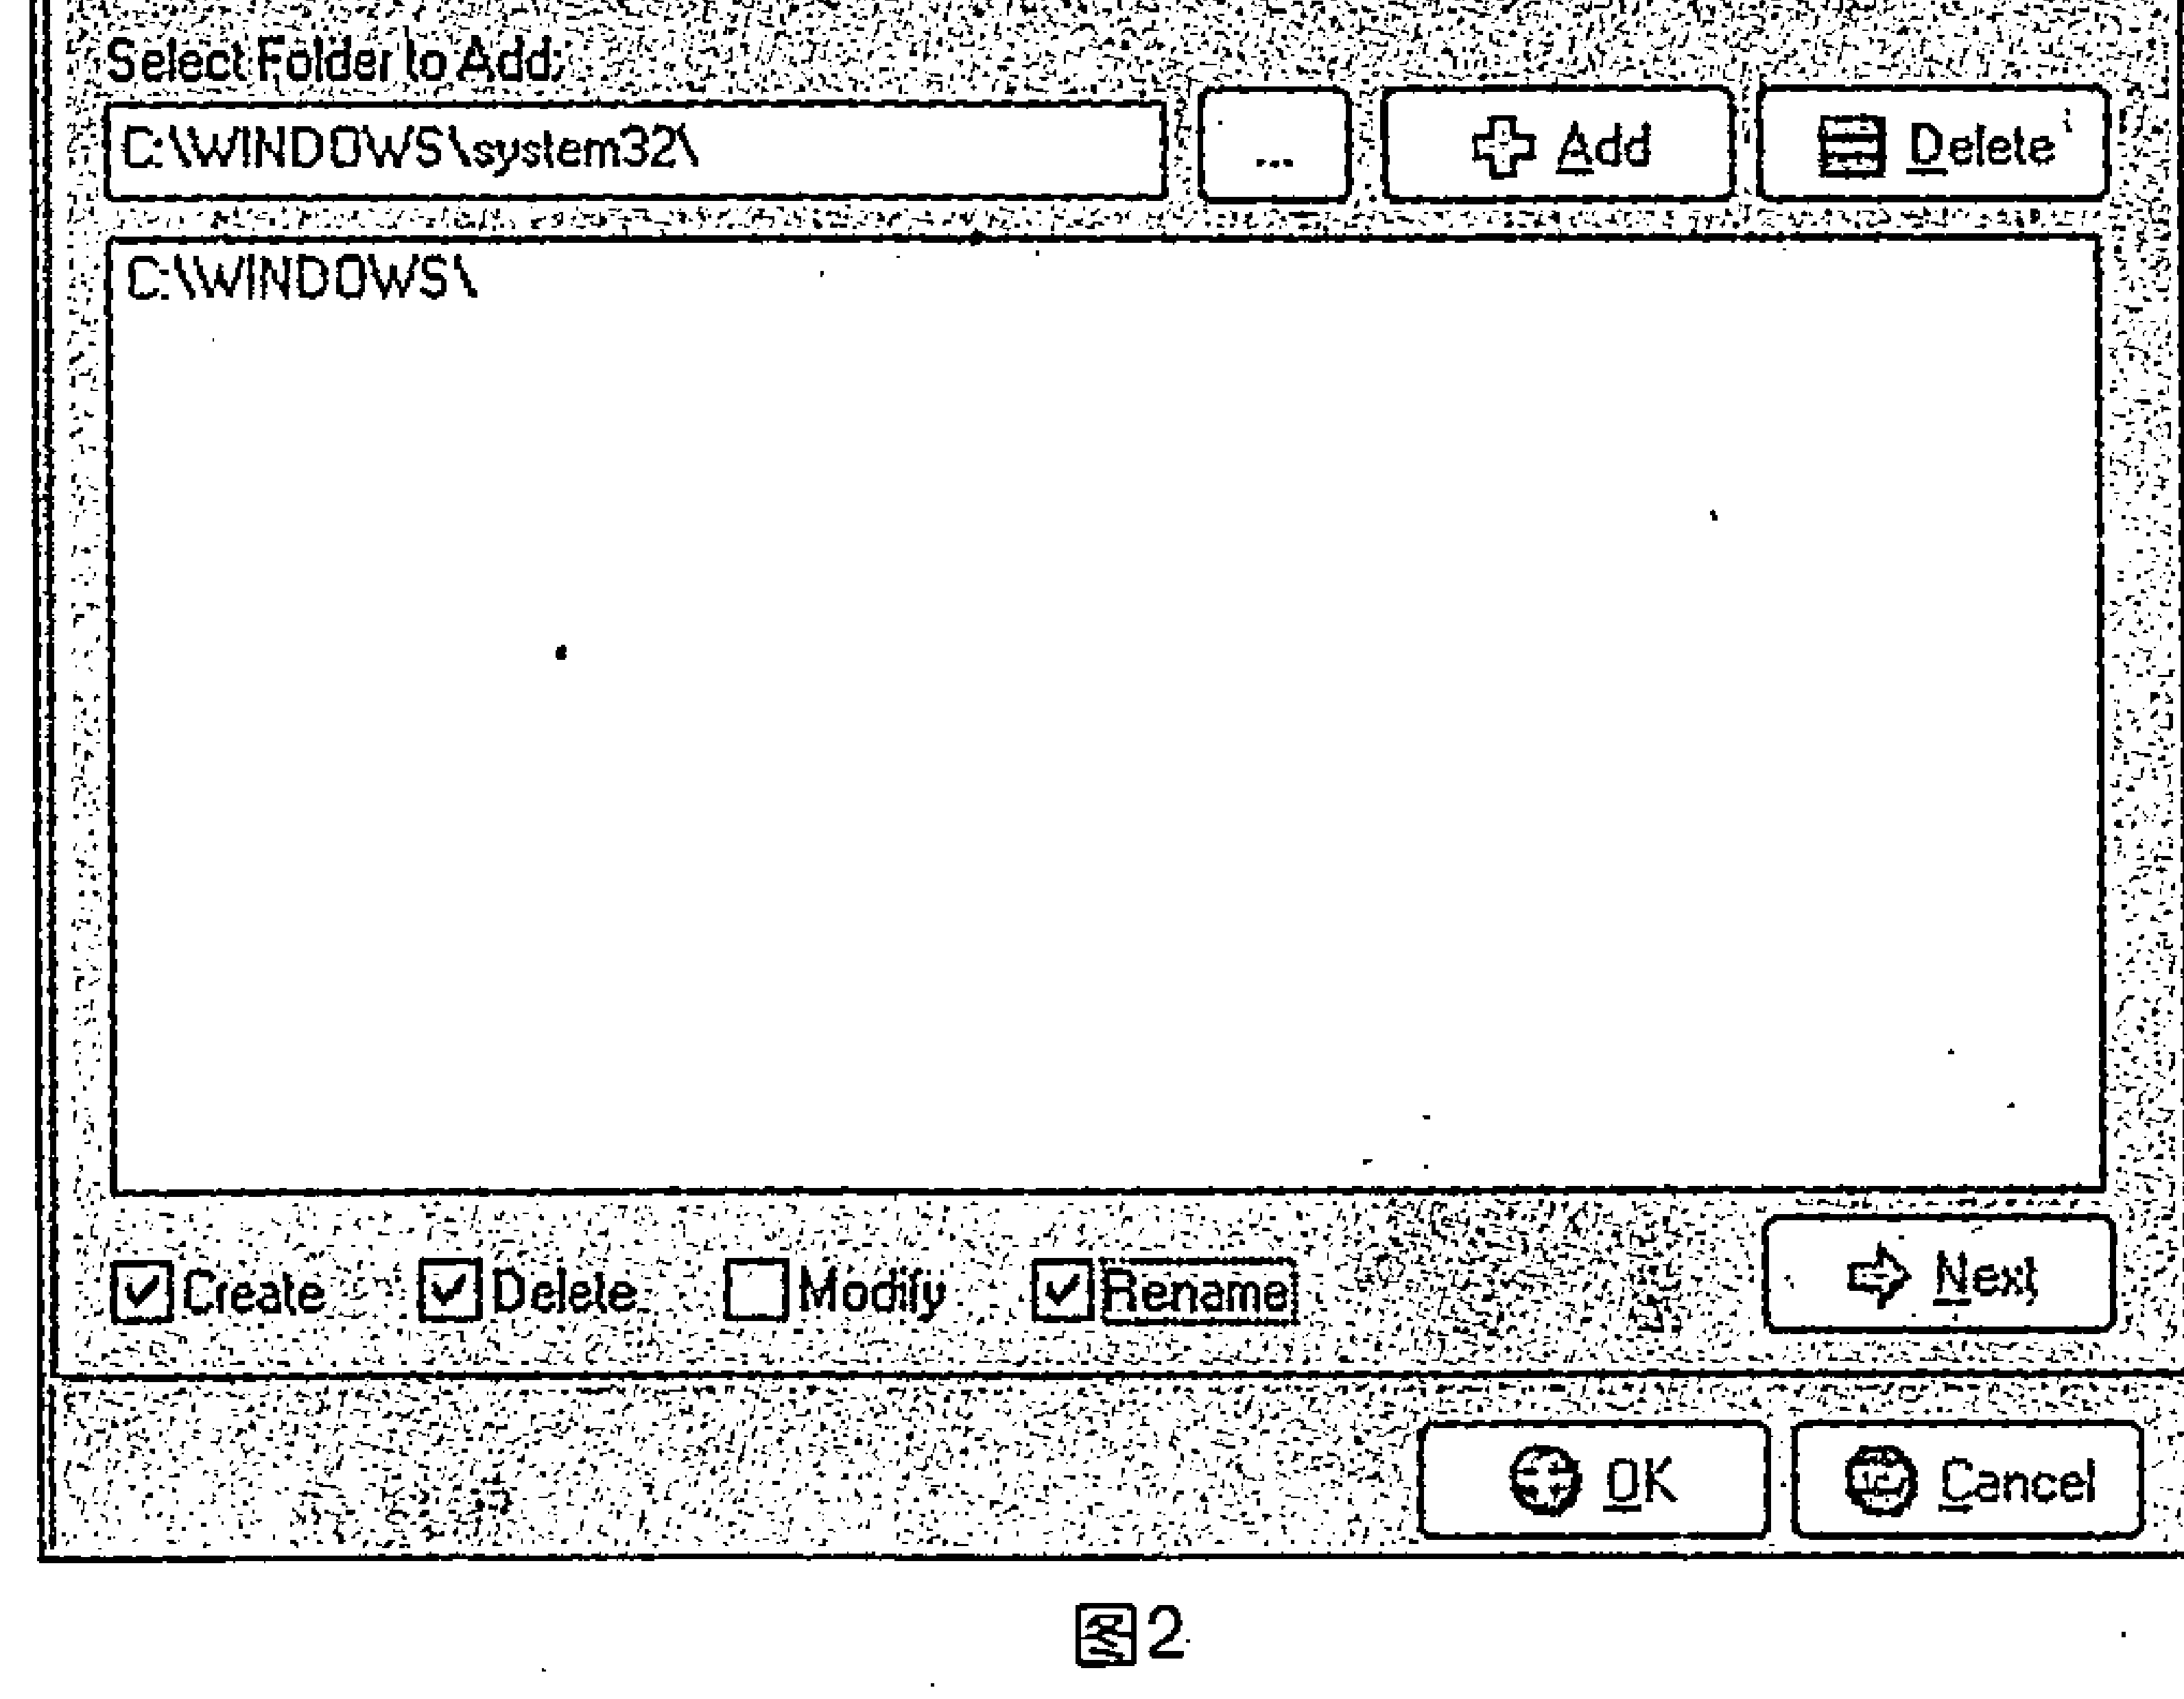 Select Folder to Add:
C:\WINDOWS\system32\
...
Add
Delete
C:\WINDOWS\
Create
Delete
Modify
Rename
Next
OK
Cancel
图2